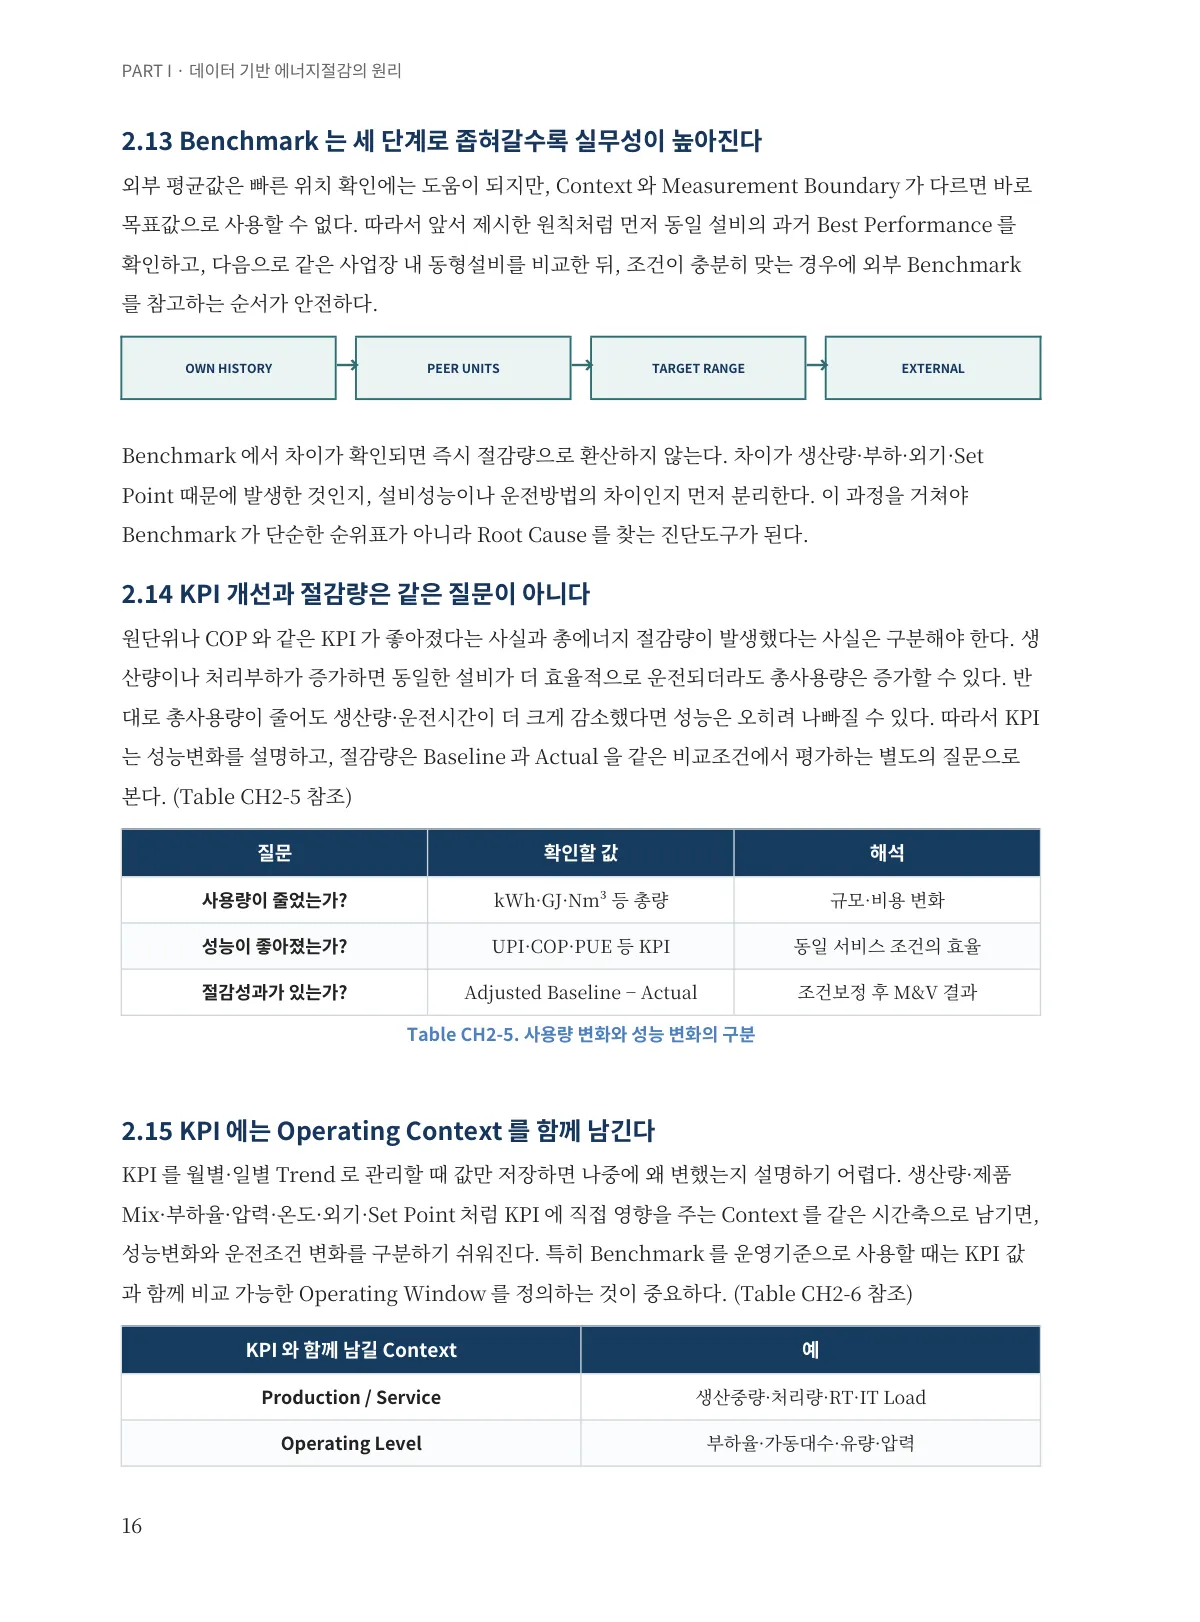 PART I · 데이터 기반 에너지절감의 원리
2.13 Benchmark 는 세 단계로 좁혀갈수록 실무성이 높아진다
외부 평균값은 빠른 위치 확인에는 도움이 되지만, Context 와 Measurement Boundary 가 다르면 바로
목표값으로 사용할 수 없다. 따라서 앞서 제시한 원칙처럼 먼저 동일 설비의 과거 Best Performance 를
확인하고, 다음으로 같은 사업장 내 동형설비를 비교한 뒤, 조건이 충분히 맞는 경우에 외부 Benchmark
를 참고하는 순서가 안전하다.
OWN HISTORY → PEER UNITS → TARGET RANGE → EXTERNAL
Benchmark 에서 차이가 확인되면 즉시 절감량으로 환산하지 않는다. 차이가 생산량·부하·외기·Set
Point 때문에 발생한 것인지, 설비성능이나 운전방법의 차이인지 먼저 분리한다. 이 과정을 거쳐야
Benchmark 가 단순한 순위표가 아니라 Root Cause 를 찾는 진단도구가 된다.
2.14 KPI 개선과 절감량은 같은 질문이 아니다
원단위나 COP 와 같은 KPI 가 좋아졌다는 사실과 총에너지 절감량이 발생했다는 사실은 구분해야 한다. 생
산량이나 처리부하가 증가하면 동일한 설비가 더 효율적으로 운전되더라도 총사용량은 증가할 수 있다. 반
대로 총사용량이 줄어도 생산량·운전시간이 더 크게 감소했다면 성능은 오히려 나빠질 수 있다. 따라서 KPI
는 성능변화를 설명하고, 절감량은 Baseline 과 Actual 을 같은 비교조건에서 평가하는 별도의 질문으로
본다. (Table CH2-5 참조)
질문 확인할 값 해석
사용량이 줄었는가? kWh·GJ·Nm³ 등 총량 규모·비용 변화
성능이 좋아졌는가? UPI·COP·PUE 등 KPI 동일 서비스 조건의 효율
절감성과가 있는가? Adjusted Baseline − Actual 조건보정 후 M&V 결과
Table CH2-5. 사용량 변화와 성능 변화의 구분
2.15 KPI 에는 Operating Context 를 함께 남긴다
KPI 를 월별·일별 Trend 로 관리할 때 값만 저장하면 나중에 왜 변했는지 설명하기 어렵다. 생산량·제품
Mix·부하율·압력·온도·외기·Set Point 처럼 KPI 에 직접 영향을 주는 Context 를 같은 시간축으로 남기면,
성능변화와 운전조건 변화를 구분하기 쉬워진다. 특히 Benchmark 를 운영기준으로 사용할 때는 KPI 값
과 함께 비교 가능한 Operating Window 를 정의하는 것이 중요하다. (Table CH2-6 참조)
KPI 와 함께 남길 Context 예
Production / Service 생산중량·처리량·RT·IT Load
Operating Level 부하율·가동대수·유량·압력
16